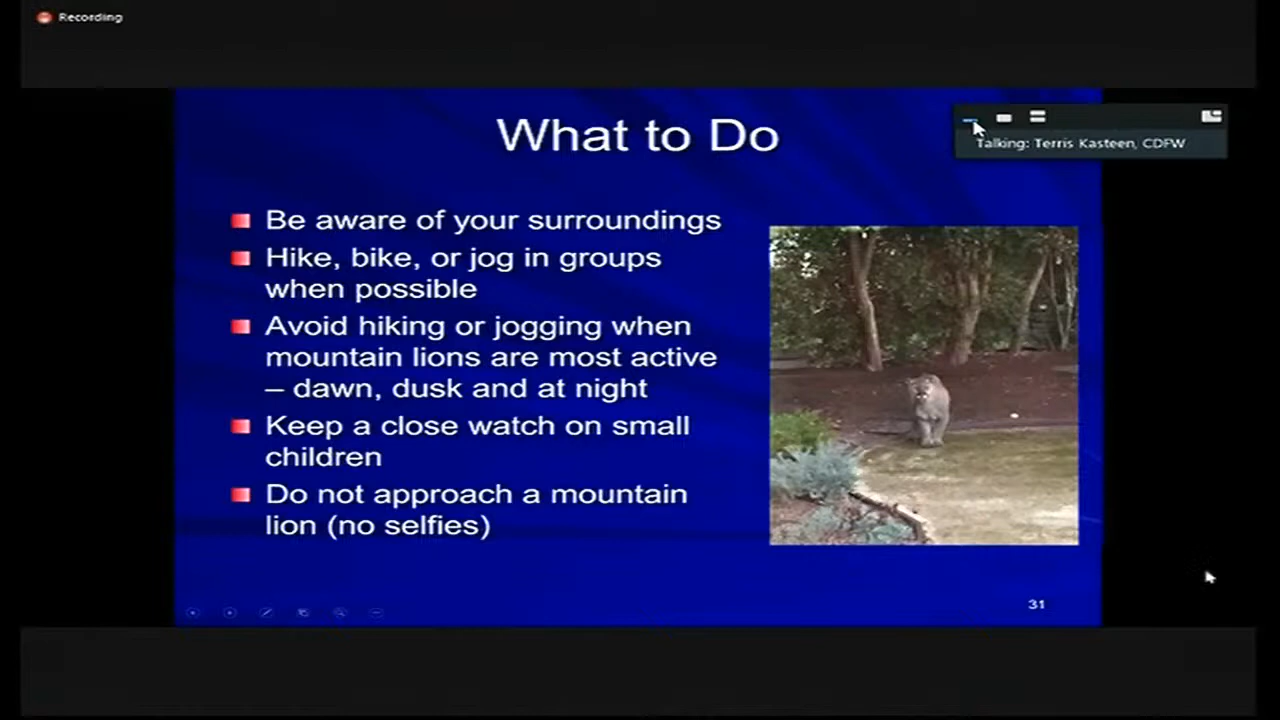 Recording
What to Do
Talking: Terris Kasteen, CDFW
Be aware of your surroundings
Hike, bike, or jog in groups
when possible
Avoid hiking or jogging when
mountain lions are most active
– dawn, dusk and at night
Keep a close watch on small
children
Do not approach a mountain
lion (no selfies)
31